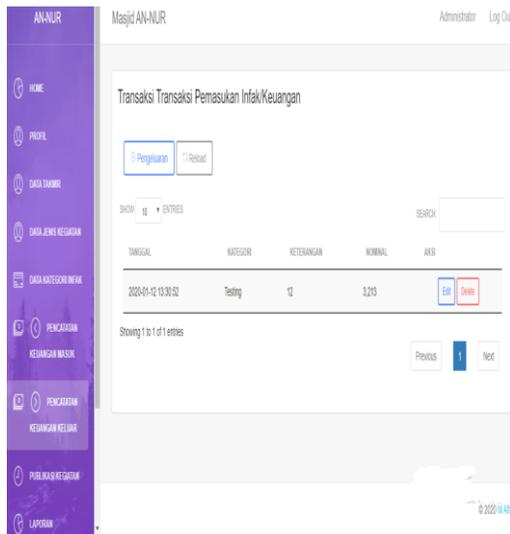 AN-NUR
Masjid AN-NUR
Administrator
Log Ou
HOME
PROFIL
DATA TAKMIR
DATA JENIS KEGIATAN
DATA KATEGORI INFAK
PENCATATAN
KEUANGAN MASUK
PENCATATAN
KEUANGAN KELUAR
PUBLIKASI KEGIATAN
LAPORAN
Transaksi Transaksi Pemasukan Infak/Keuangan
Pengeluaran
Reload
SHOW 10 ENTRIES
SEARCH:
TANGGAL KATEGORI KETERANGAN NOMINAL AKSI
2020-01-12 13:30:52 Testing 12 3,213 Edit Delete
Showing 1 to 1 of 1 entries
Previous 1 Next
© 2020